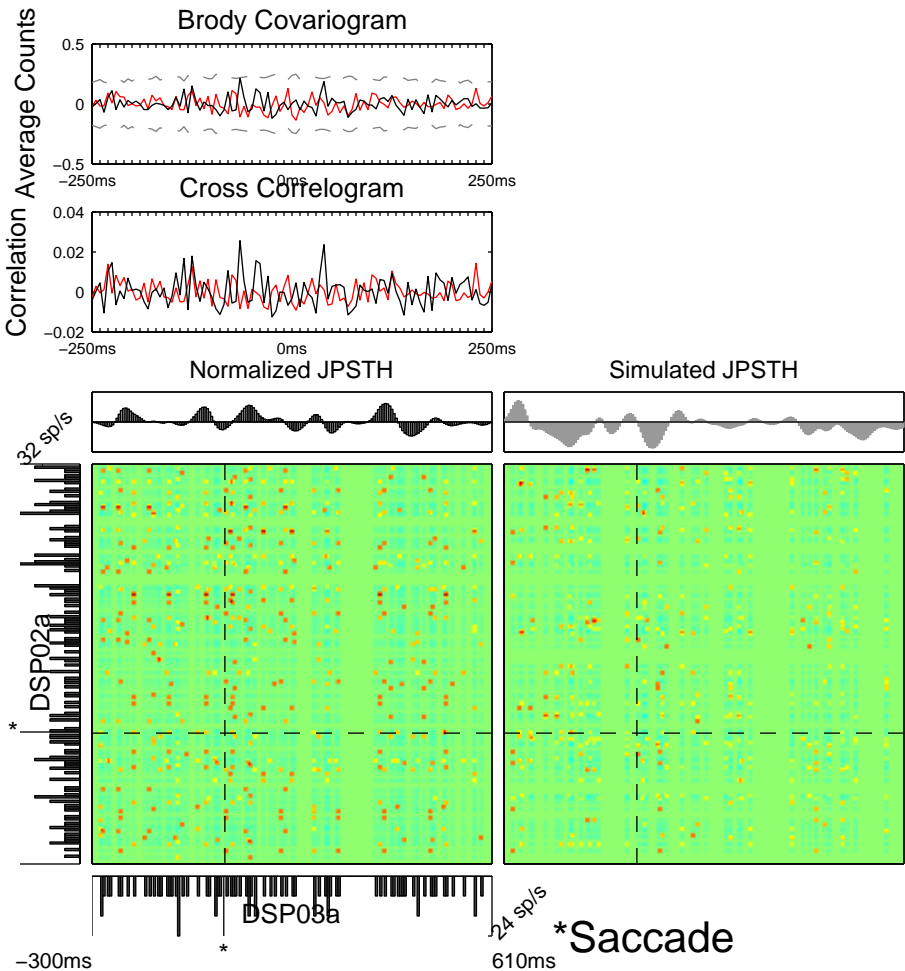 Brody Covariogram
Average Counts
0.5
0
−0.5
−250ms 0ms 250ms
Cross Correlogram
Correlation
0.04
0.02
0
−0.02
−250ms 0ms 250ms
Normalized JPSTH
Simulated JPSTH
32 sp/s
DSP02a
*
DSP03a
*
24 sp/s
*Saccade
−300ms
610ms